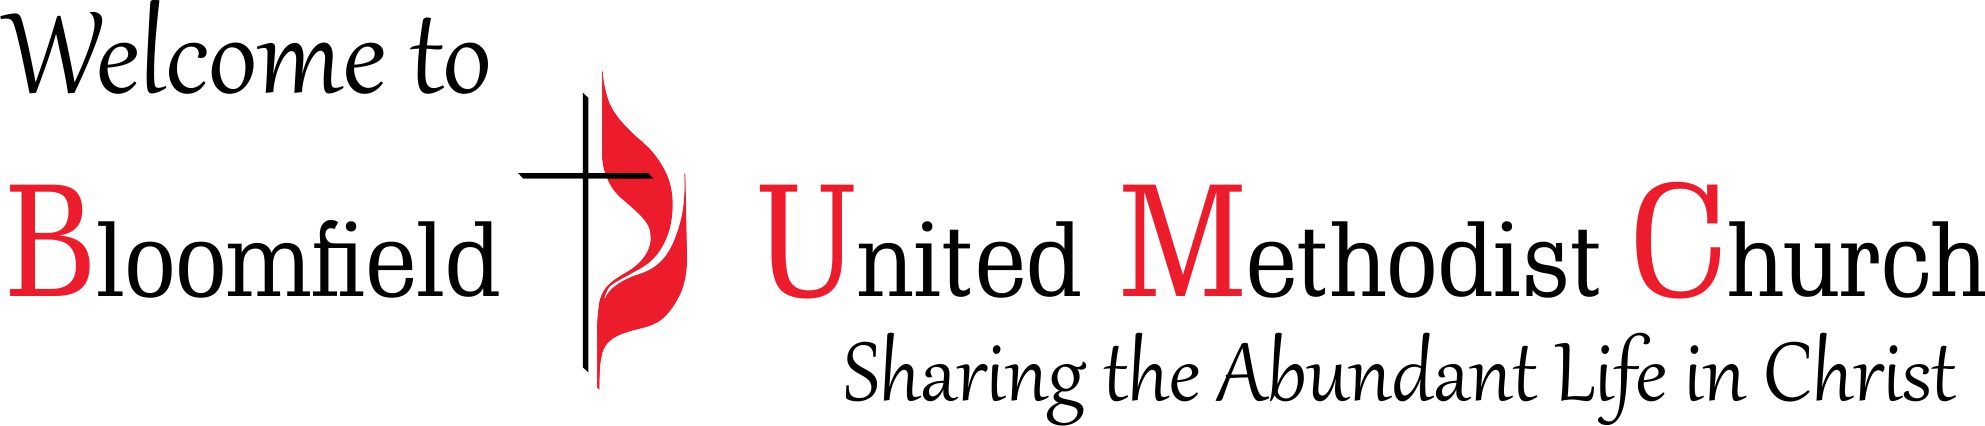 Welcome to
Bloomfield United Methodist Church
Sharing the Abundant Life in Christ